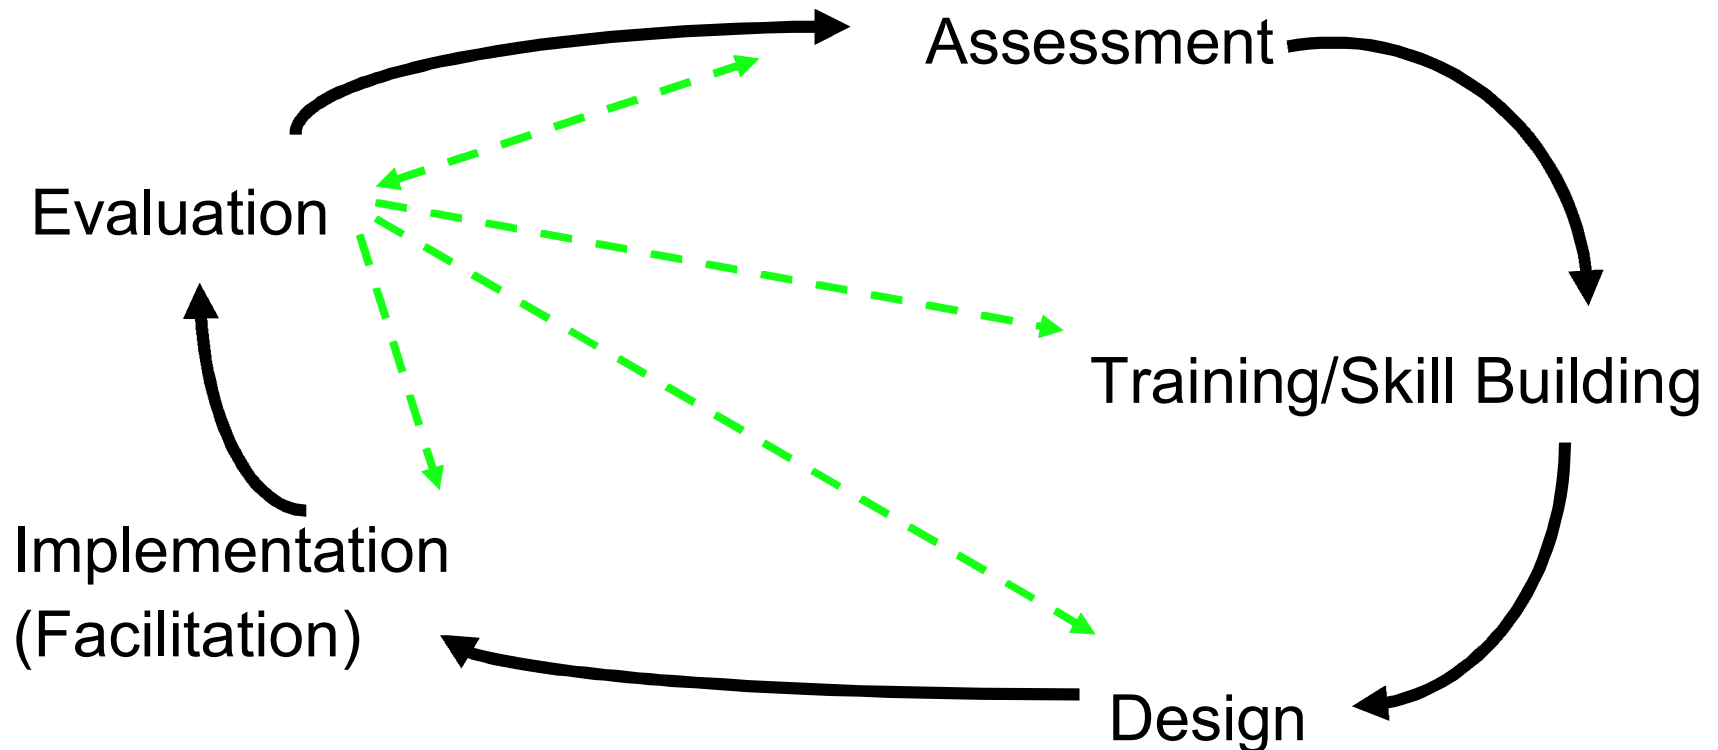 Assessment
Evaluation
Training/Skill Building
Implementation
(Facilitation)
Design